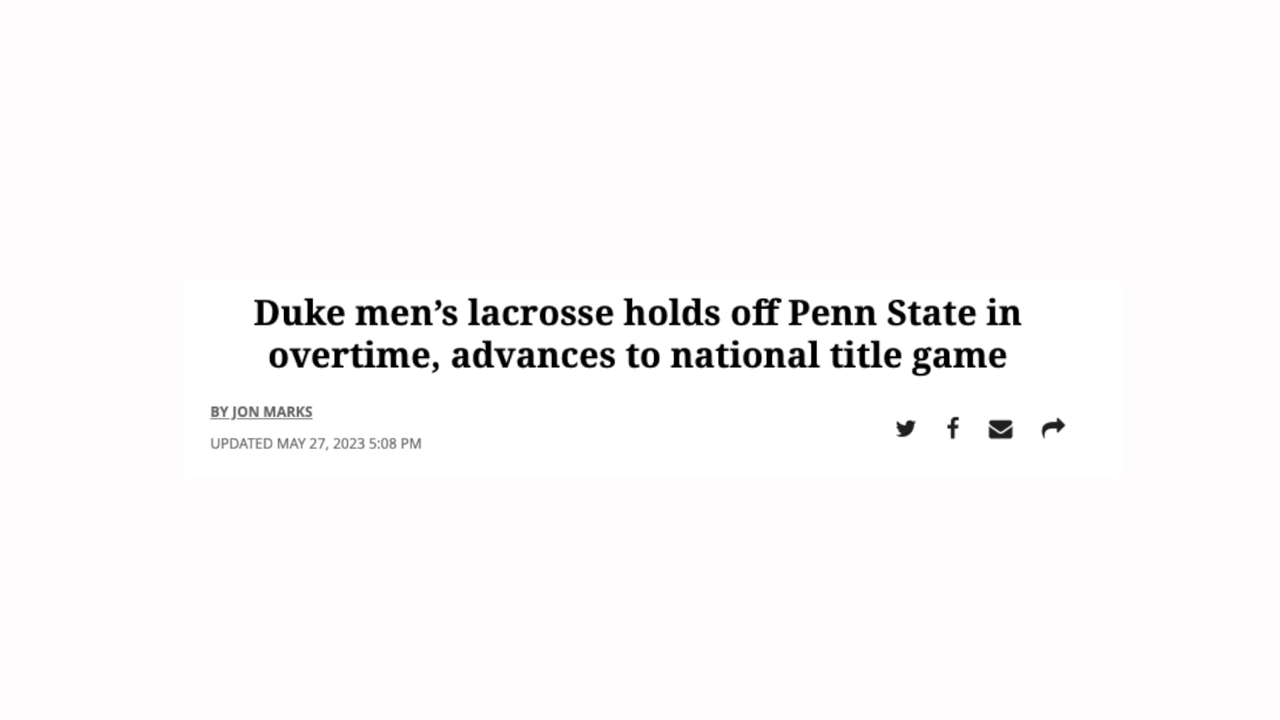 Duke men’s lacrosse holds off Penn State in
overtime, advances to national title game
BY JON MARKS
UPDATED MAY 27, 2023 5:08 PM